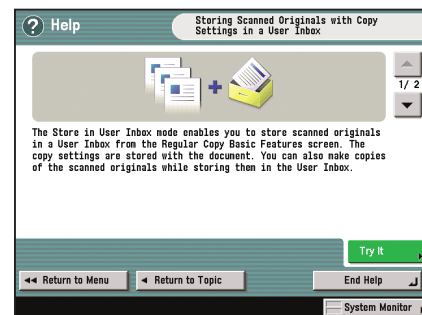 ? Help
Storing Scanned Originals with Copy
Settings in a User Inbox
1/ 2
The Store in User Inbox mode enables you to store scanned originals
in a User Inbox from the Regular Copy Basic Features screen. The
copy settings are stored with the document. You can also make copies
of the scanned originals while storing them in the User Inbox.
Try It
Return to Menu
Return to Topic
End Help
System Monitor